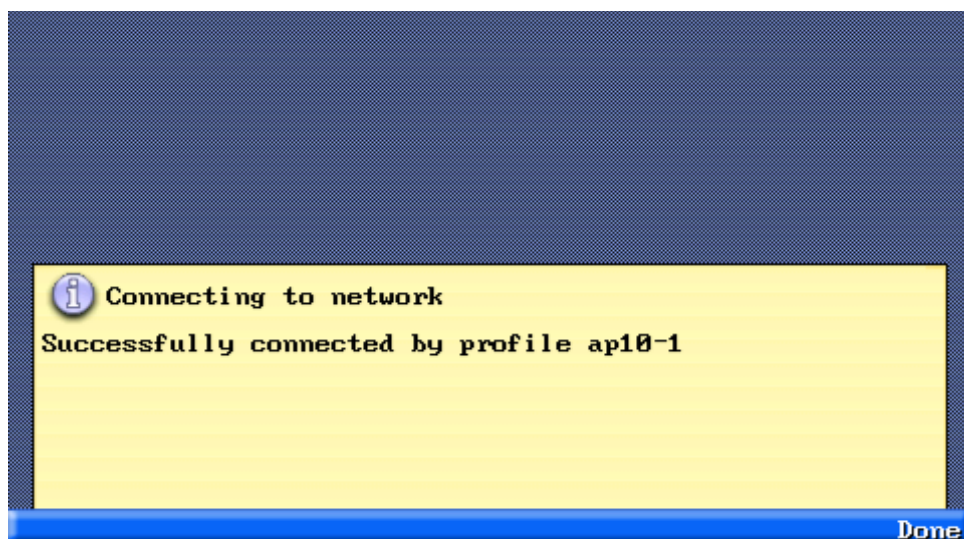 Connecting to network
Successfully connected by profile ap10-1
Done